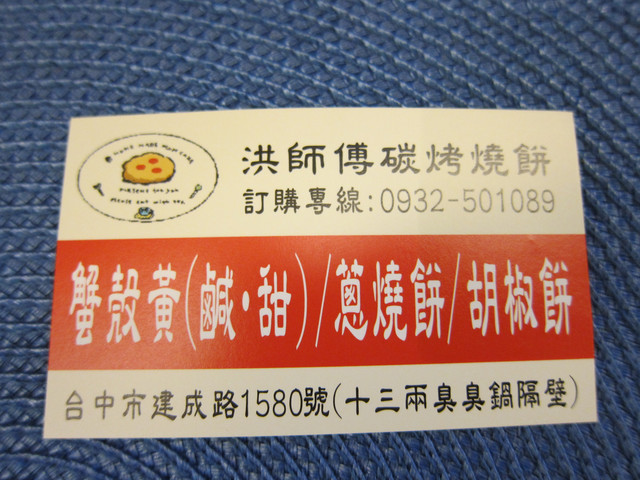 洪師傅碳烤燒餅
訂購專線:0932-501089
蟹殼黃(鹹·甜)/蔥燒餅/胡椒餅
台中市建成路1580號(十三兩臭臭鍋隔壁)